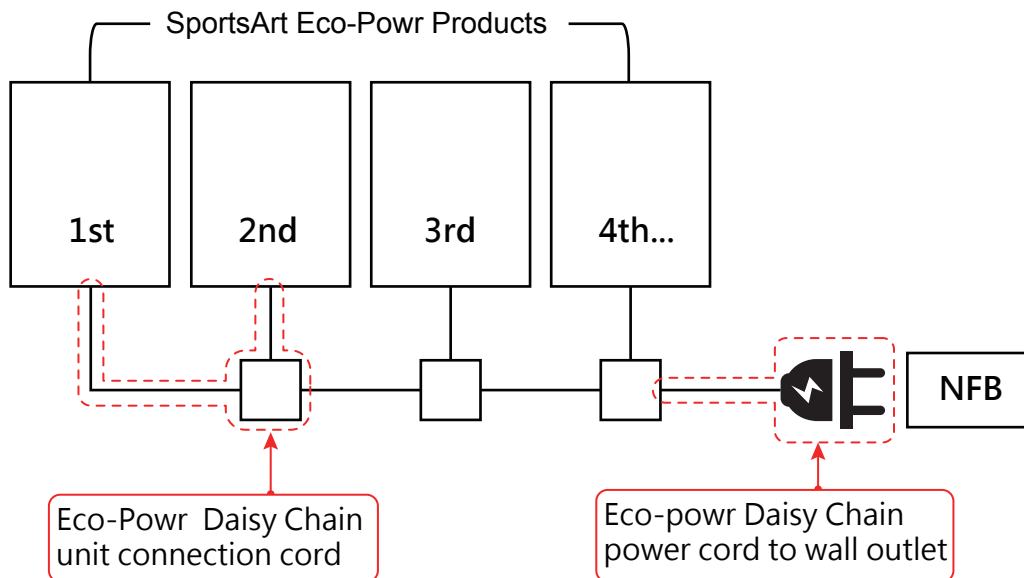 SportsArt Eco-Powr Products
1st
2nd
3rd
4th...
NFB
Eco-Powr Daisy Chain
unit connection cord
Eco-powr Daisy Chain
power cord to wall outlet